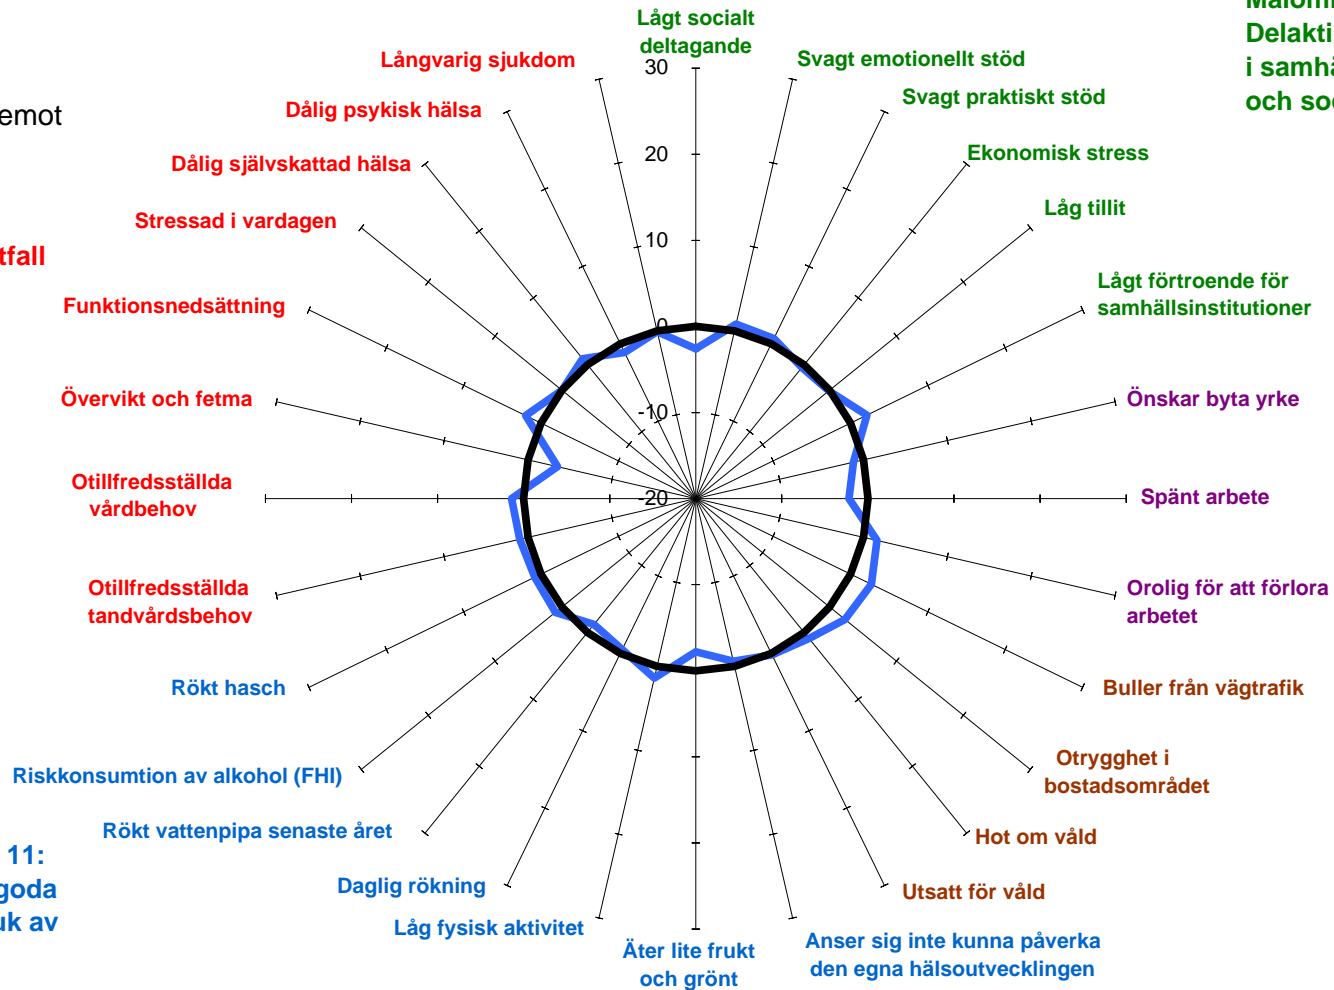 Lågt socialt
deltagande
Svagt emotionellt stöd
Svagt praktiskt stöd
Ekonomisk stress
Låg tillit
Lågt förtroende för
samhällsinstitutioner
Önskar byta yrke
Spänt arbete
Orolig för att förlora
arbetet
Buller från vägtrafik
Otrygghet i
bostadsområdet
Hot om våld
Utsatt för våld
Anser sig inte kunna påverka
den egna hälsoutvecklingen
Äter lite frukt
och grönt
Låg fysisk aktivitet
Daglig rökning
Rökt vattenpipa senaste året
Riskkonsumtion av alkohol (FHI)
Rökt hasch
Otillfredsställda
tandvårdsbehov
Otillfredsställda
vårdbehov
Övervikt och fetma
Funktionsnedsättning
Stressad i vardagen
Dålig självskattad hälsa
Dålig psykisk hälsa
Långvarig sjukdom
30
20
10
0
-10
-20
emot
tfall
11:
goda
uk av
i samhä
och soc